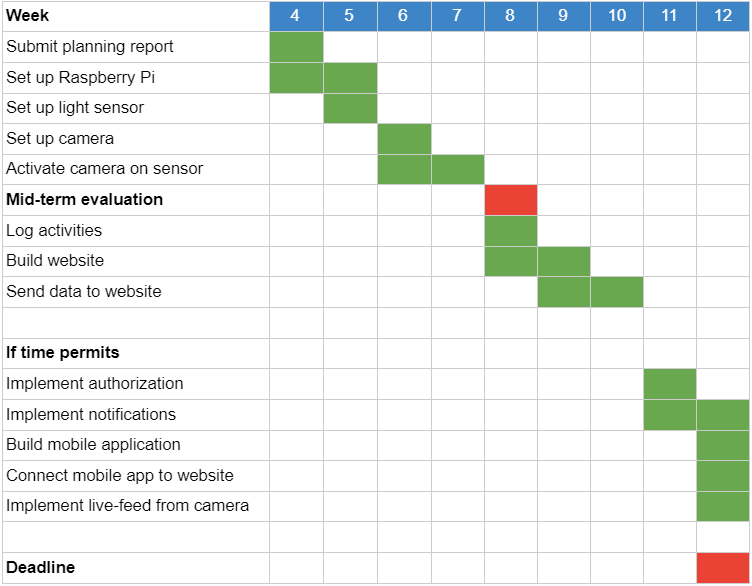 Week 4 5 6 7 8 9 10 11 12
Submit planning report
Set up Raspberry Pi
Set up light sensor
Set up camera
Activate camera on sensor
Mid-term evaluation
Log activities
Build website
Send data to website
If time permits
Implement authorization
Implement notifications
Build mobile application
Connect mobile app to website
Implement live-feed from camera
Deadline